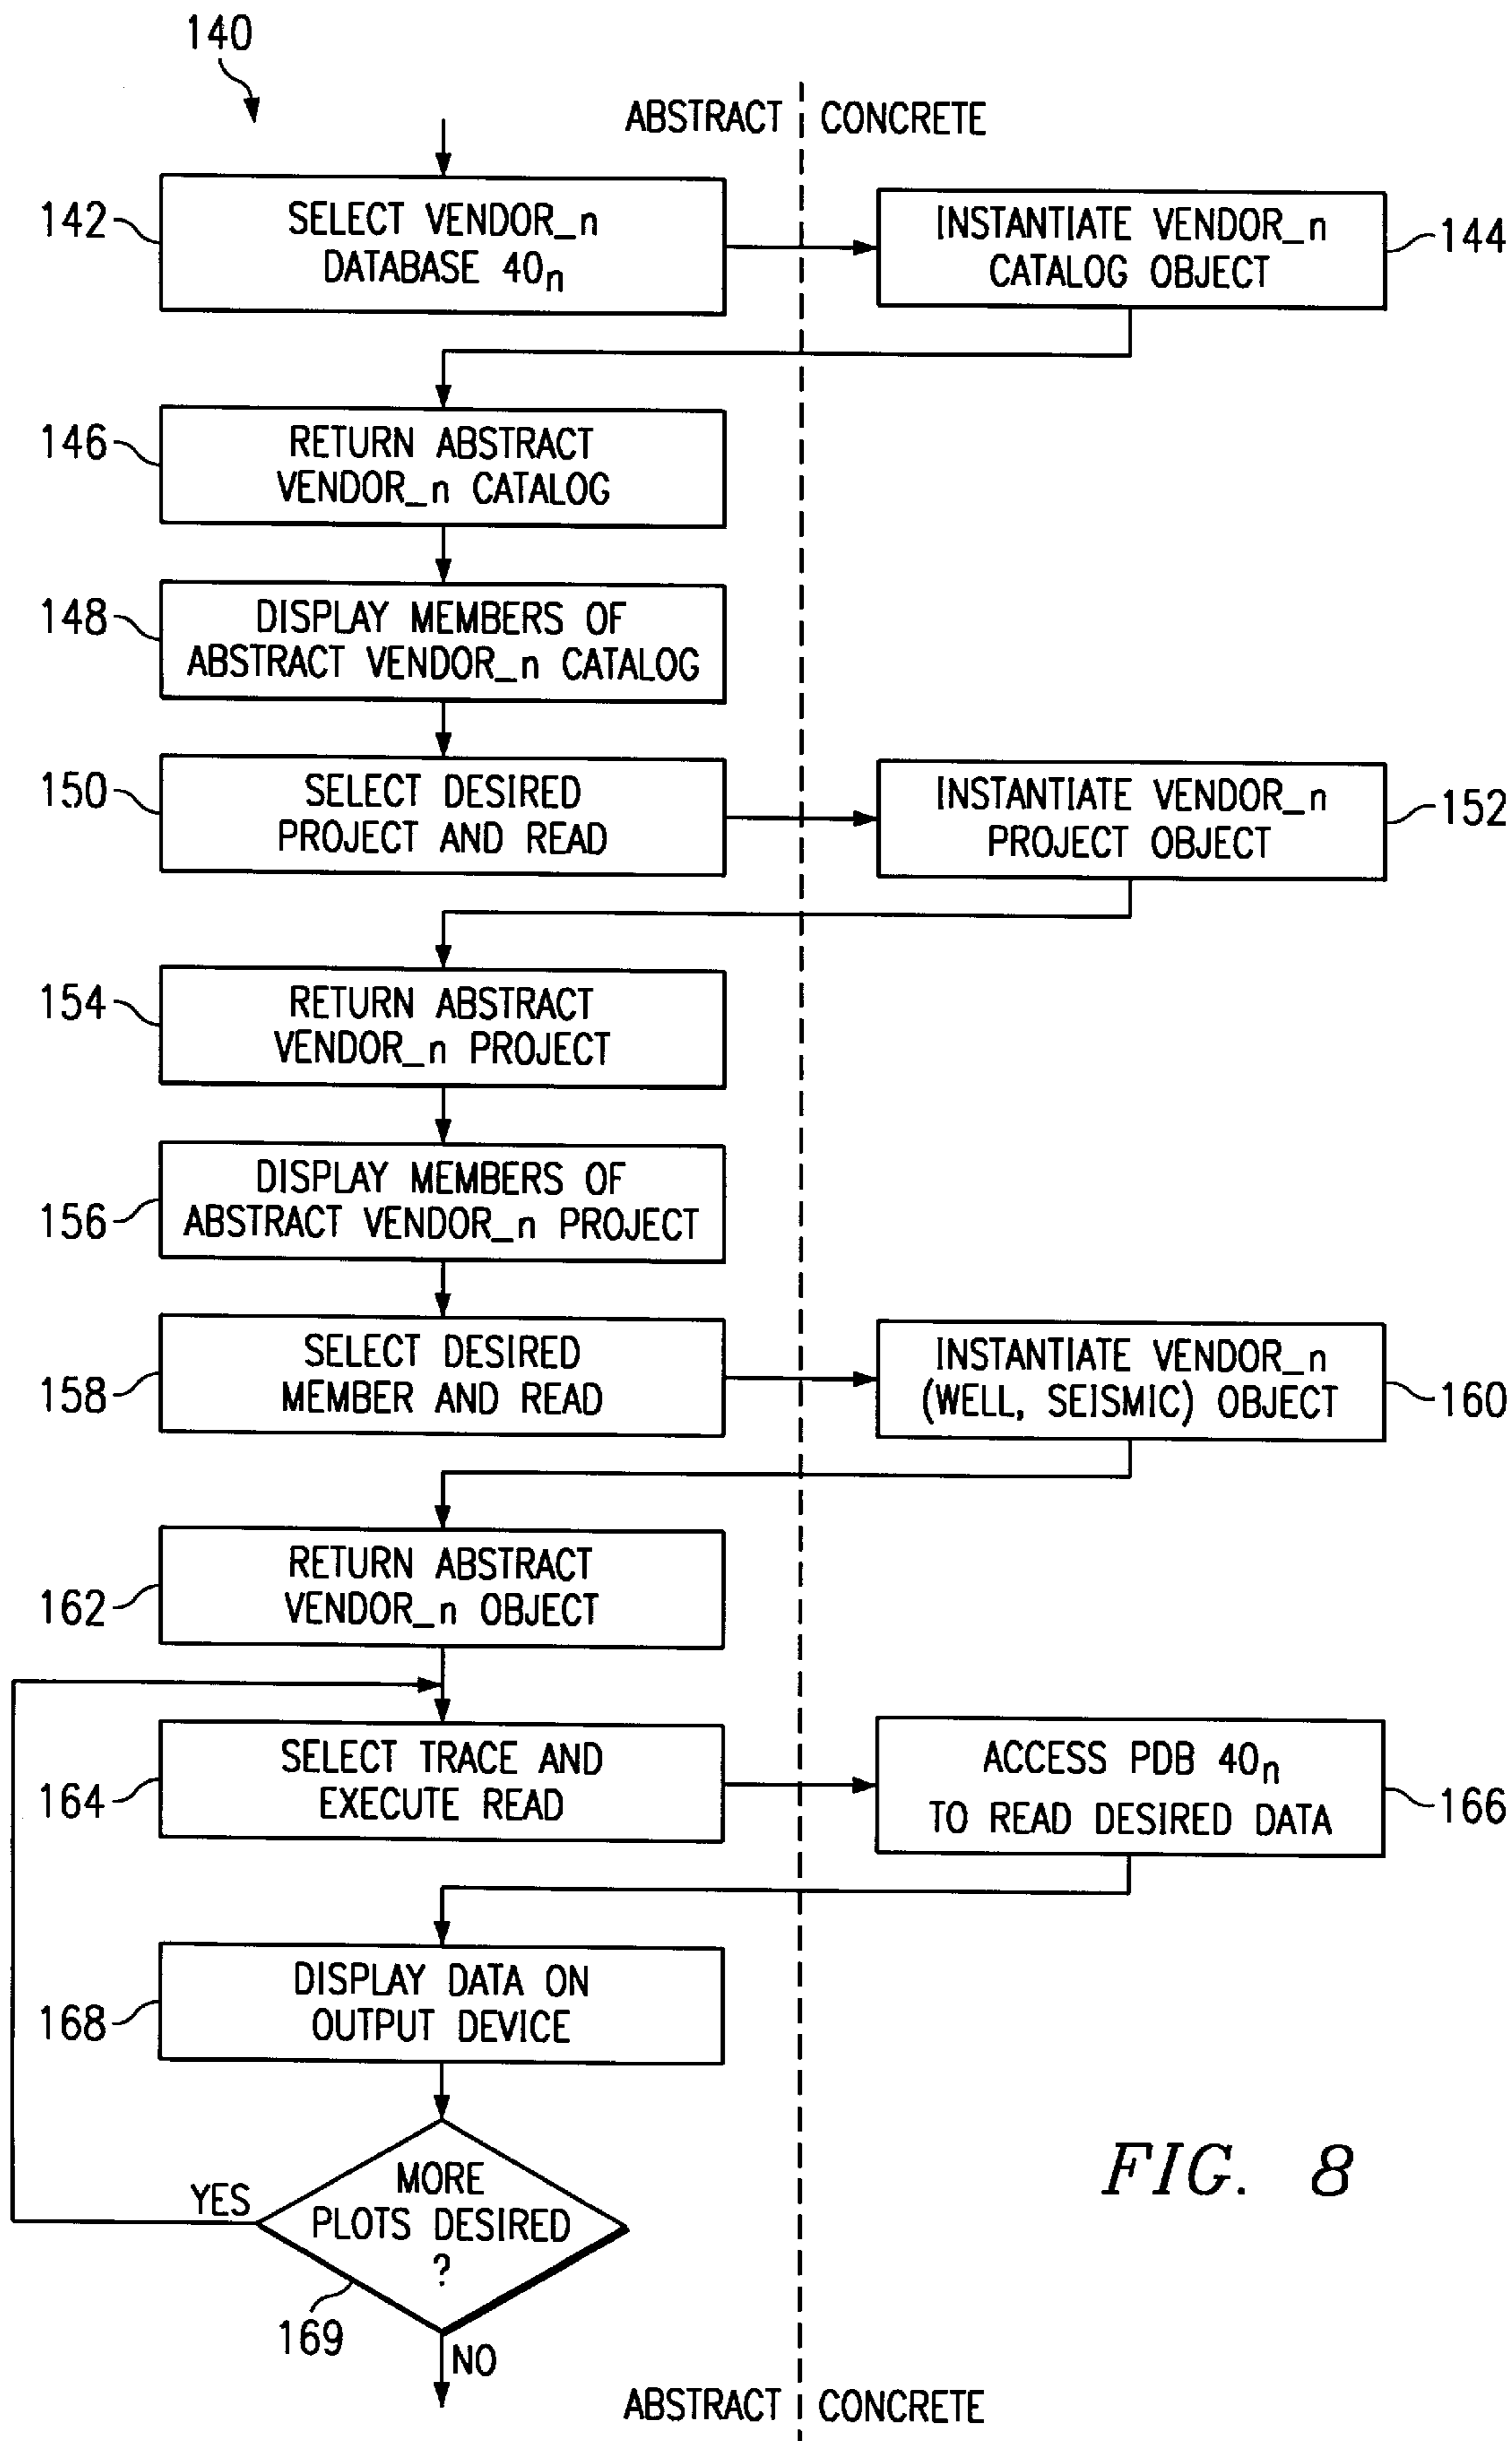 140
ABSTRACT CONCRETE
142
SELECT VENDOR_n
DATABASE 40n
INSTANTIATE VENDOR_n
CATALOG OBJECT
144
146
RETURN ABSTRACT
VENDOR_n CATALOG
148
DISPLAY MEMBERS OF
ABSTRACT VENDOR_n CATALOG
150
SELECT DESIRED
PROJECT AND READ
INSTANTIATE VENDOR_n
PROJECT OBJECT
152
154
RETURN ABSTRACT
VENDOR_n PROJECT
156
DISPLAY MEMBERS OF
ABSTRACT VENDOR_n PROJECT
158
SELECT DESIRED
MEMBER AND READ
INSTANTIATE VENDOR_n
(WELL, SEISMIC) OBJECT
160
162
RETURN ABSTRACT
VENDOR_n OBJECT
164
SELECT TRACE AND
EXECUTE READ
ACCESS PDB 40n
TO READ DESIRED DATA
166
168
DISPLAY DATA ON
OUTPUT DEVICE
YES
MORE
PLOTS DESIRED
?
169
NO
FIG. 8
ABSTRACT CONCRETE